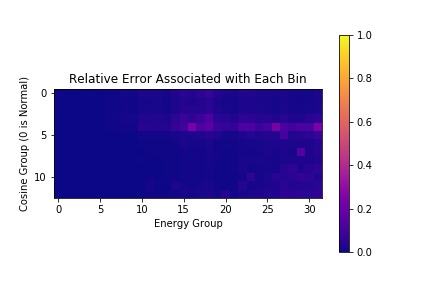 Relative Error Associated with Each Bin
1.0
0.8
0.6
0.4
0.2
0.0
Cosine Group (0 is Normal)
0
5
10
0 5 10 15 20 25 30
Energy Group